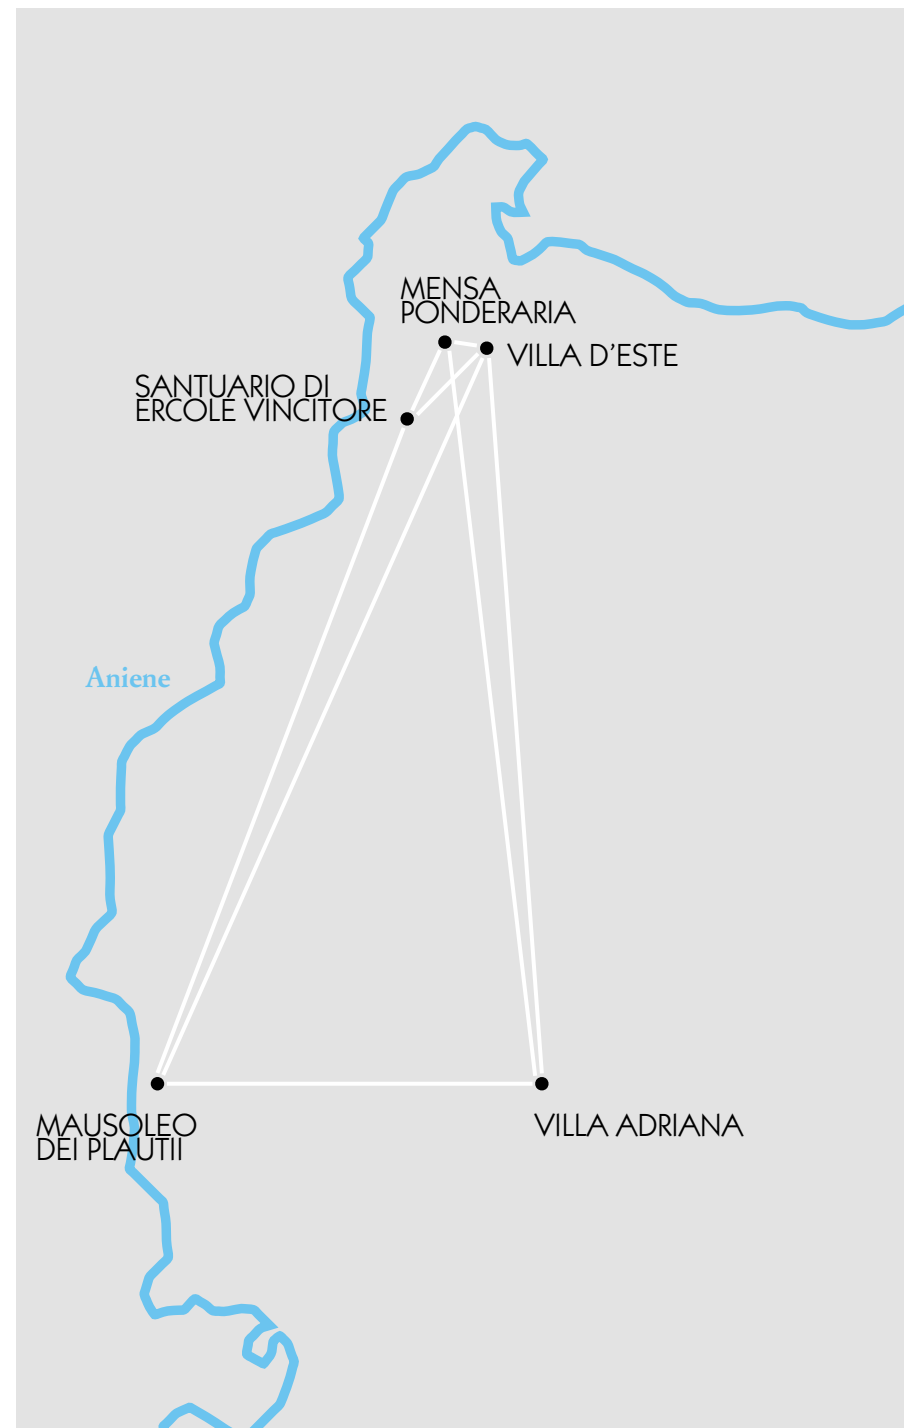 MENSA
PONDERARIA
VILLA D’ESTE
SANTUARIO DI
ERCOLE VINCITORE
Aniene
MAUSOLEO
DEI PLAUTII
VILLA ADRIANA